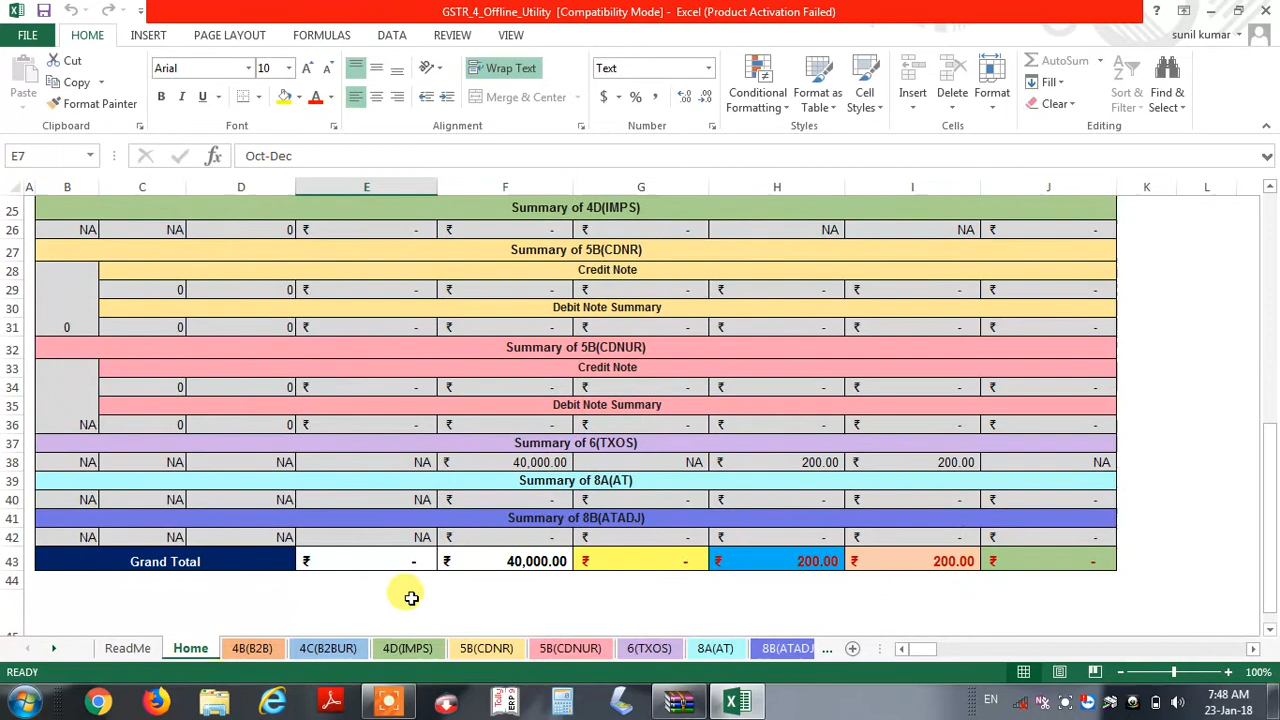 GSTR_4_Offline_Utility [Compatibility Mode] - Excel (Product Activation Failed)
FILE HOME INSERT PAGE LAYOUT FORMULAS DATA REVIEW VIEW sunil kumar
Paste Cut Copy Format Painter Clipboard
Arial 10 B I U A Font
Wrap Text Merge & Center Alignment
Text $ % , Number
Conditional Formatting Format as Table Cell Styles Styles
Insert Delete Format Cells
AutoSum Fill Clear Sort & Filter Find & Select Editing
E7 fx Oct-Dec
A B C D E F G H I J K L
25 Summary of 4D(IMPS)
26 NA NA 0 ₹ - ₹ - ₹ - NA NA ₹ -
27 Summary of 5B(CDNR)
28 Credit Note
29 0 0 ₹ - ₹ - ₹ - ₹ - ₹ - ₹ -
30 Debit Note Summary
31 0 0 0 ₹ - ₹ - ₹ - ₹ - ₹ - ₹ -
32 Summary of 5B(CDNUR)
33 Credit Note
34 0 0 ₹ - ₹ - ₹ - ₹ - ₹ - ₹ -
35 Debit Note Summary
36 NA 0 0 ₹ - ₹ - ₹ - ₹ - ₹ - ₹ -
37 Summary of 6(TXOS)
38 NA NA NA NA ₹ 40,000.00 NA ₹ 200.00 ₹ 200.00 NA
39 Summary of 8A(AT)
40 NA NA NA NA ₹ - ₹ - ₹ - ₹ - ₹ -
41 Summary of 8B(ATADJ)
42 NA NA NA NA ₹ - ₹ - ₹ - ₹ - ₹ -
43 Grand Total ₹ - ₹ 40,000.00 ₹ - ₹ 200.00 ₹ 200.00 ₹ -
44
45
ReadMe Home 4B(B2B) 4C(B2BUR) 4D(IMPS) 5B(CDNR) 5B(CDNUR) 6(TXOS) 8A(AT) 8B(ATADJ ...
READY 100%
EN 7:48 AM
23-Jan-18